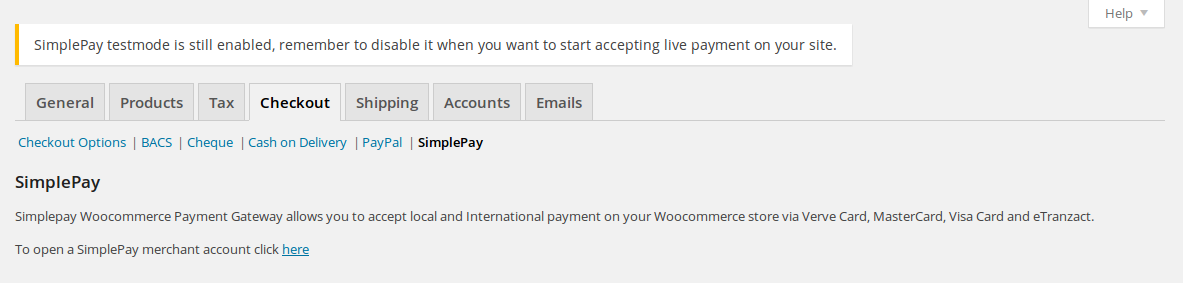 Help
SimplePay testmode is still enabled, remember to disable it when you want to start accepting live payment on your site.
General Products Tax Checkout Shipping Accounts Emails
Checkout Options | BACS | Cheque | Cash on Delivery | PayPal | SimplePay
SimplePay
Simplepay Woocommerce Payment Gateway allows you to accept local and International payment on your Woocommerce store via Verve Card, MasterCard, Visa Card and eTranzact.
To open a SimplePay merchant account click here